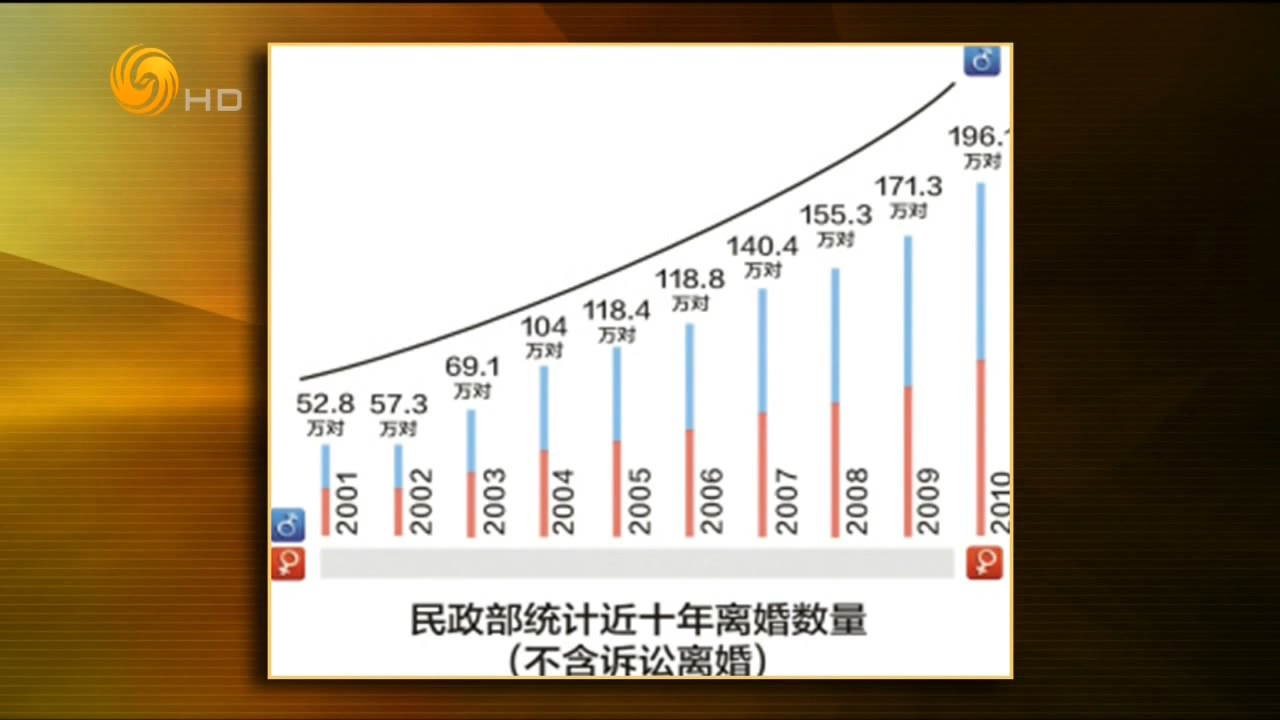 HD
196.1
万对
171.3
万对
155.3
万对
140.4
万对
118.8
万对
118.4
万对
104
万对
69.1
万对
52.8
万对
57.3
万对
2001
2002
2003
2004
2005
2006
2007
2008
2009
2010
民政部统计近十年离婚数量
(不含诉讼离婚)